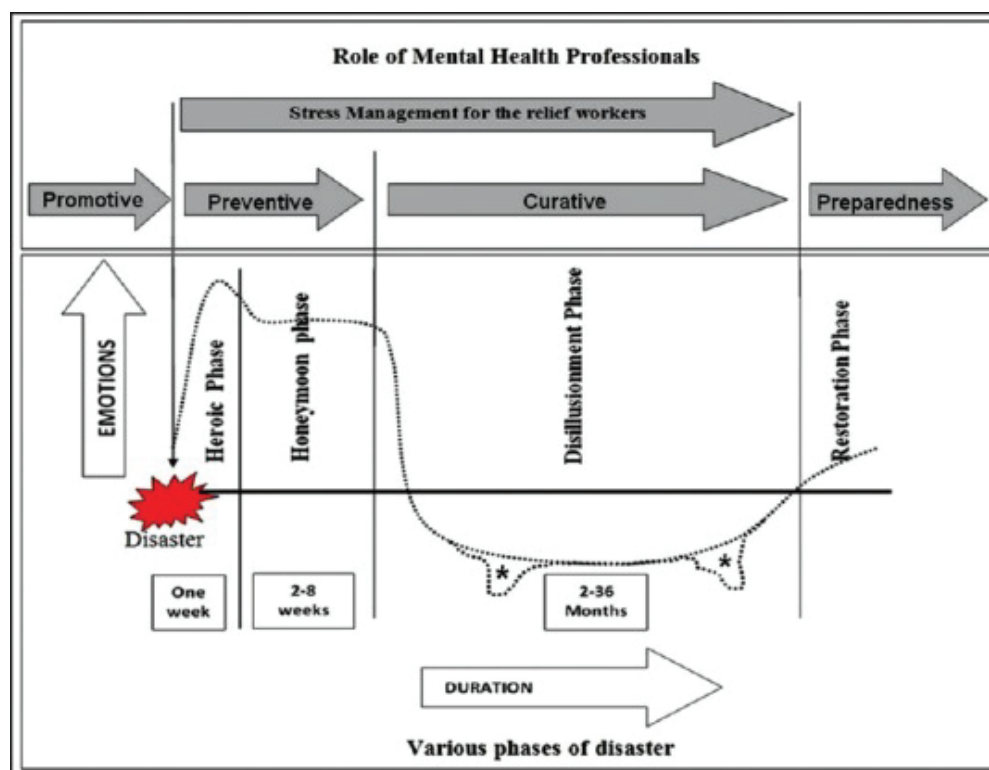 Role of Mental Health Professionals
Stress Management for the relief workers
Promotive
Preventive
Curative
Preparedness
EMOTIONS
Heroic Phase
Honeymoon phase
Disillusionment Phase
Restoration Phase
Disaster
*
*
One
week
2-8
weeks
2-36
Months
DURATION
Various phases of disaster